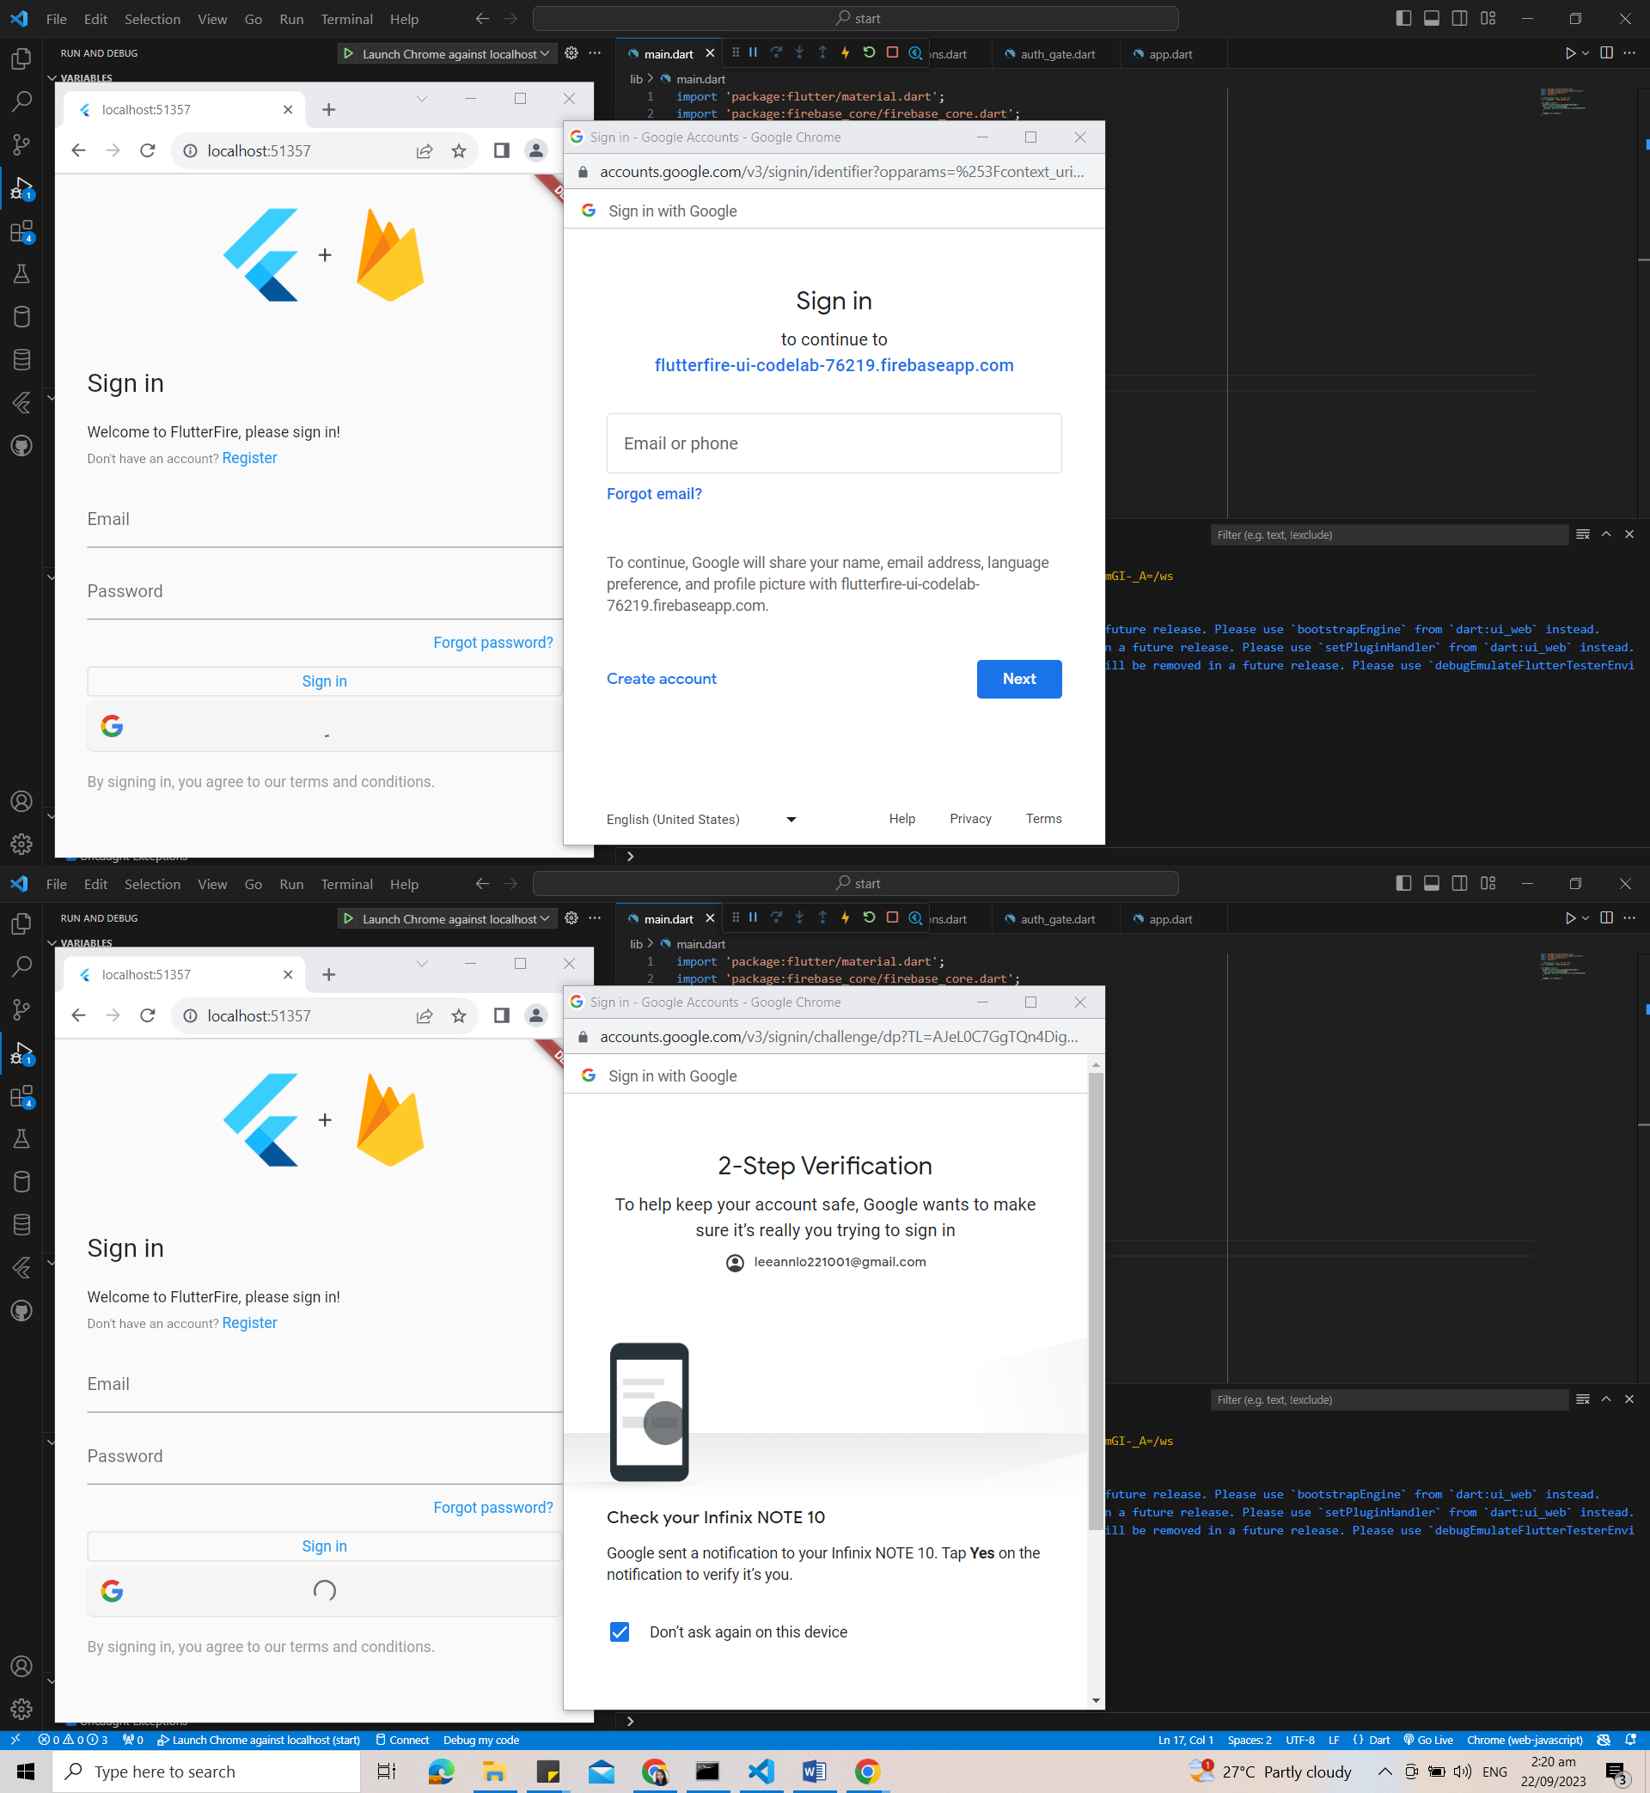 File Edit Selection View Go Run Terminal Help
start
RUN AND DEBUG
Launch Chrome against localhost
main.dart
ons.dart
auth_gate.dart
app.dart
VARIABLES
lib > main.dart
1 import 'package:flutter/material.dart';
2 import 'package:firebase_core/firebase_core.dart';
localhost:51357
localhost:51357
+
Sign in
Welcome to FlutterFire, please sign in!
Don't have an account? Register
Email
Password
Forgot password?
Sign in
By signing in, you agree to our terms and conditions.
Sign in - Google Accounts - Google Chrome
accounts.google.com/v3/signin/identifier?opparams=%253Fcontext_uri...
Sign in with Google
Sign in
to continue to
flutterfire-ui-codelab-76219.firebaseapp.com
Email or phone
Forgot email?
To continue, Google will share your name, email address, language
preference, and profile picture with flutterfire-ui-codelab-
76219.firebaseapp.com.
Create account
Next
English (United States)
Help
Privacy
Terms
Filter (e.g. text, !exclude)
mGI-_A=/ws
future release. Please use `bootstrapEngine` from `dart:ui_web` instead.
n a future release. Please use `setPluginHandler` from `dart:ui_web` instead.
ill be removed in a future release. Please use `debugEmulateFlutterTesterEnvi
Uncaught Exceptions
1
4
File Edit Selection View Go Run Terminal Help
start
RUN AND DEBUG
Launch Chrome against localhost
main.dart
ons.dart
auth_gate.dart
app.dart
VARIABLES
lib > main.dart
1 import 'package:flutter/material.dart';
2 import 'package:firebase_core/firebase_core.dart';
localhost:51357
localhost:51357
+
Sign in
Welcome to FlutterFire, please sign in!
Don't have an account? Register
Email
Password
Forgot password?
Sign in
By signing in, you agree to our terms and conditions.
Sign in - Google Accounts - Google Chrome
accounts.google.com/v3/signin/challenge/dp?TL=AJeL0C7GgTQn4Dig...
Sign in with Google
2-Step Verification
To help keep your account safe, Google wants to make
sure it’s really you trying to sign in
leeannlo221001@gmail.com
Check your Infinix NOTE 10
Google sent a notification to your Infinix NOTE 10. Tap Yes on the
notification to verify it’s you.
Don’t ask again on this device
Filter (e.g. text, !exclude)
mGI-_A=/ws
future release. Please use `bootstrapEngine` from `dart:ui_web` instead.
n a future release. Please use `setPluginHandler` from `dart:ui_web` instead.
ill be removed in a future release. Please use `debugEmulateFlutterTesterEnvi
Uncaught Exceptions
1
4
0 0 3 0 Launch Chrome against localhost (start) Connect Debug my code
Ln 17, Col 1 Spaces: 2 UTF-8 LF {} Dart Go Live Chrome (web-javascript)
Type here to search
1
27°C Partly cloudy
ENG
2:20 am
22/09/2023
3